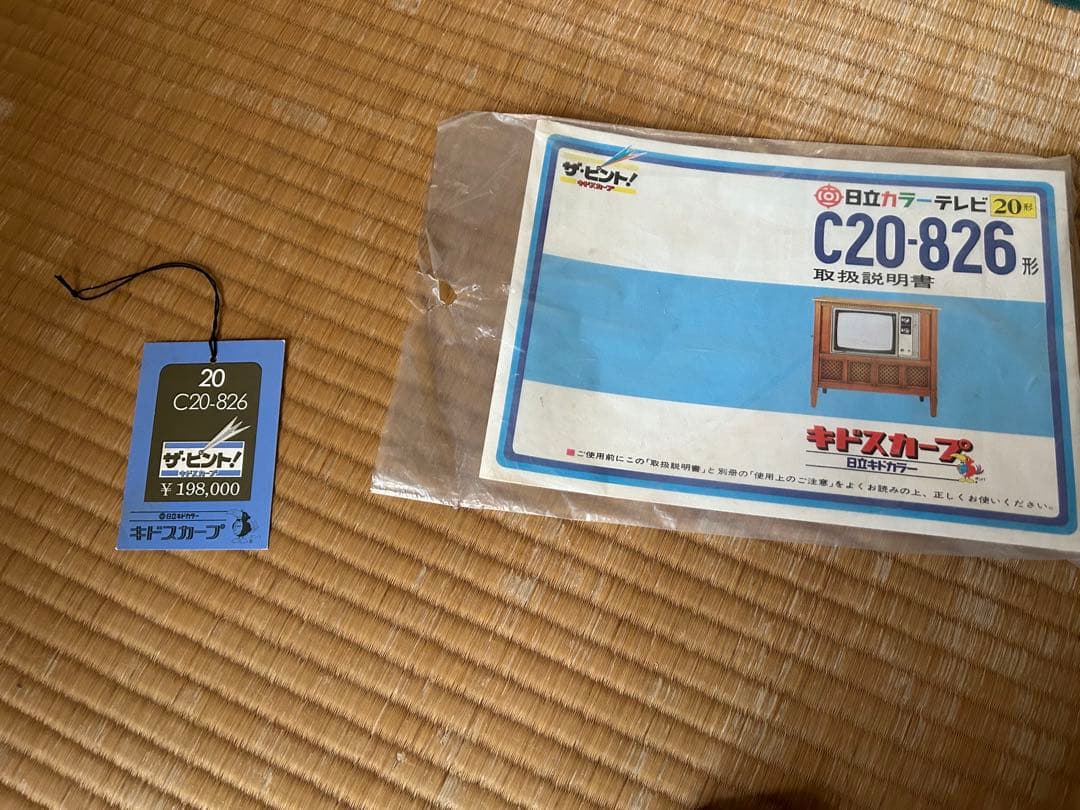 20
C20-826
ザ・ピント!
キドスカープ
¥198,000
日立キドカラー
キドスカープ
ザ・ピント!
キドスカープ
日立カラーテレビ 20形
C20-826形
取扱説明書
キドスカープ
日立キドカラー
■ご使用前にこの「取扱説明書」と別冊の「使用上のご注意」をよくお読みの上、正しくお使いください。